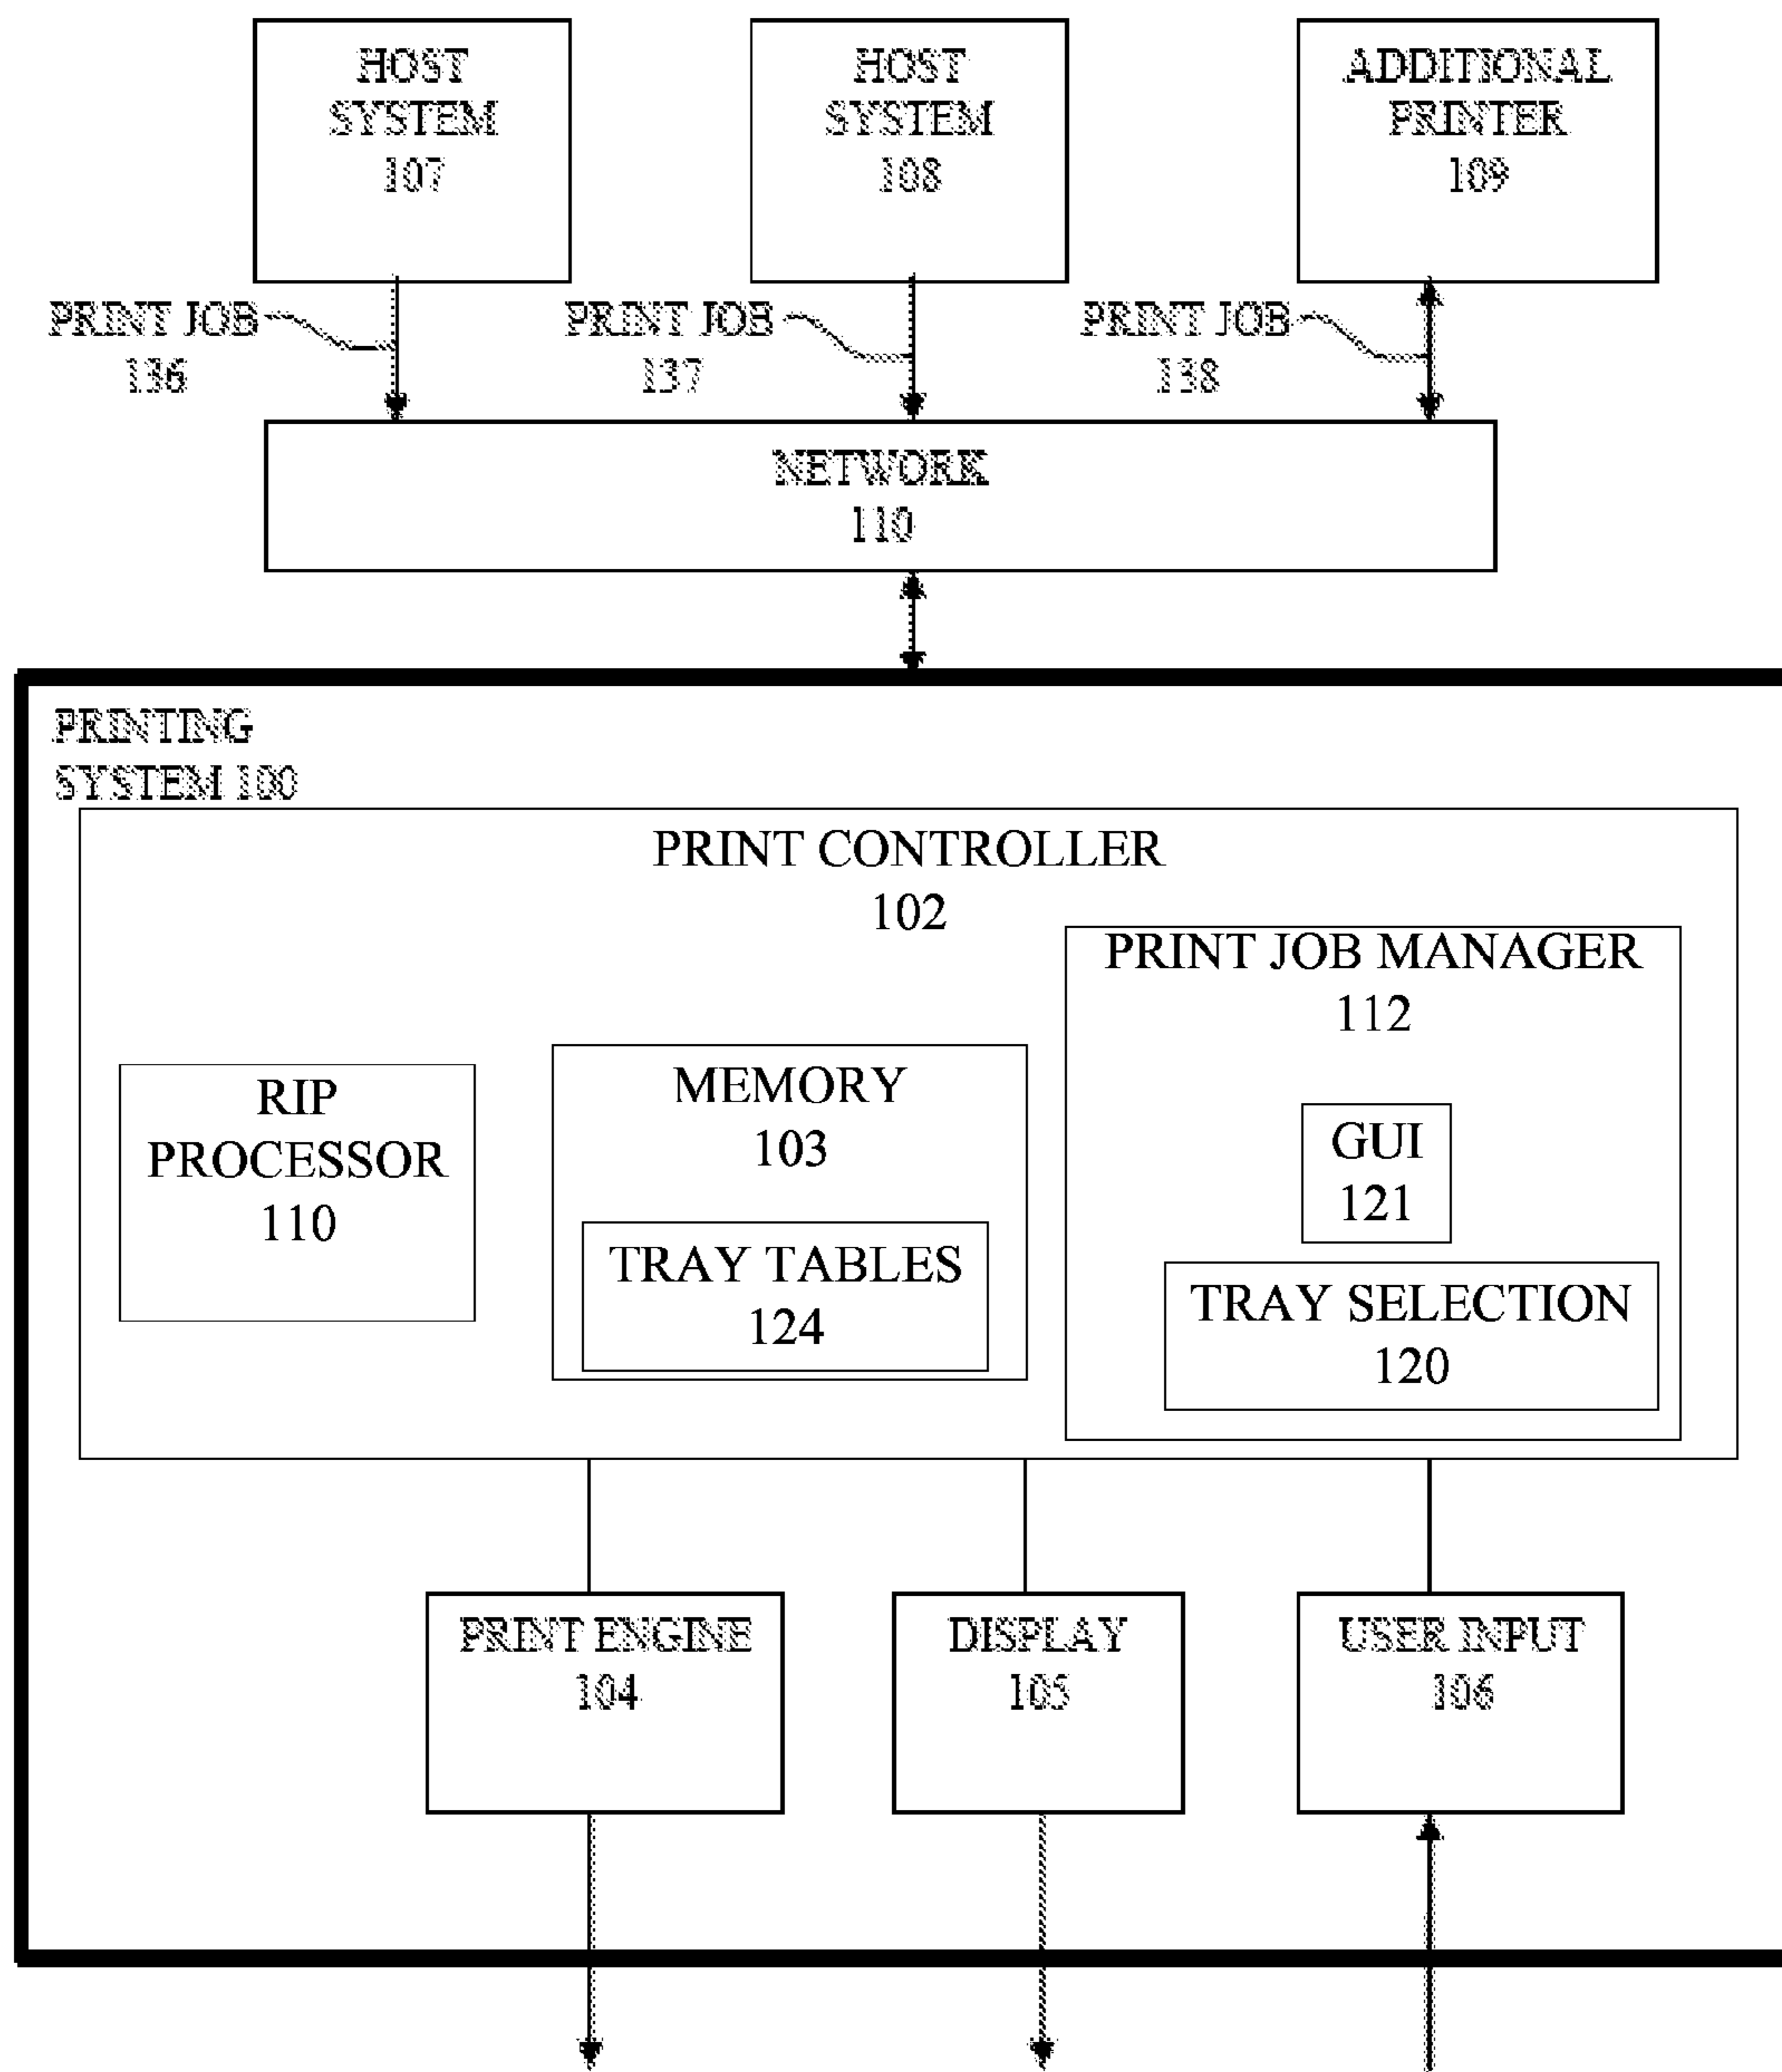 HOST
SYSTEM
107
HOST
SYSTEM
108
ADDITIONAL
PRINTER
109
PRINT JOB
136
PRINT JOB
137
PRINT JOB
138
NETWORK
110
PRINTING
SYSTEM 100
PRINT CONTROLLER
102
RIP
PROCESSOR
110
MEMORY
103
TRAY TABLES
124
PRINT JOB MANAGER
112
GUI
121
TRAY SELECTION
120
PRINT ENGINE
104
DISPLAY
105
USER INPUT
106